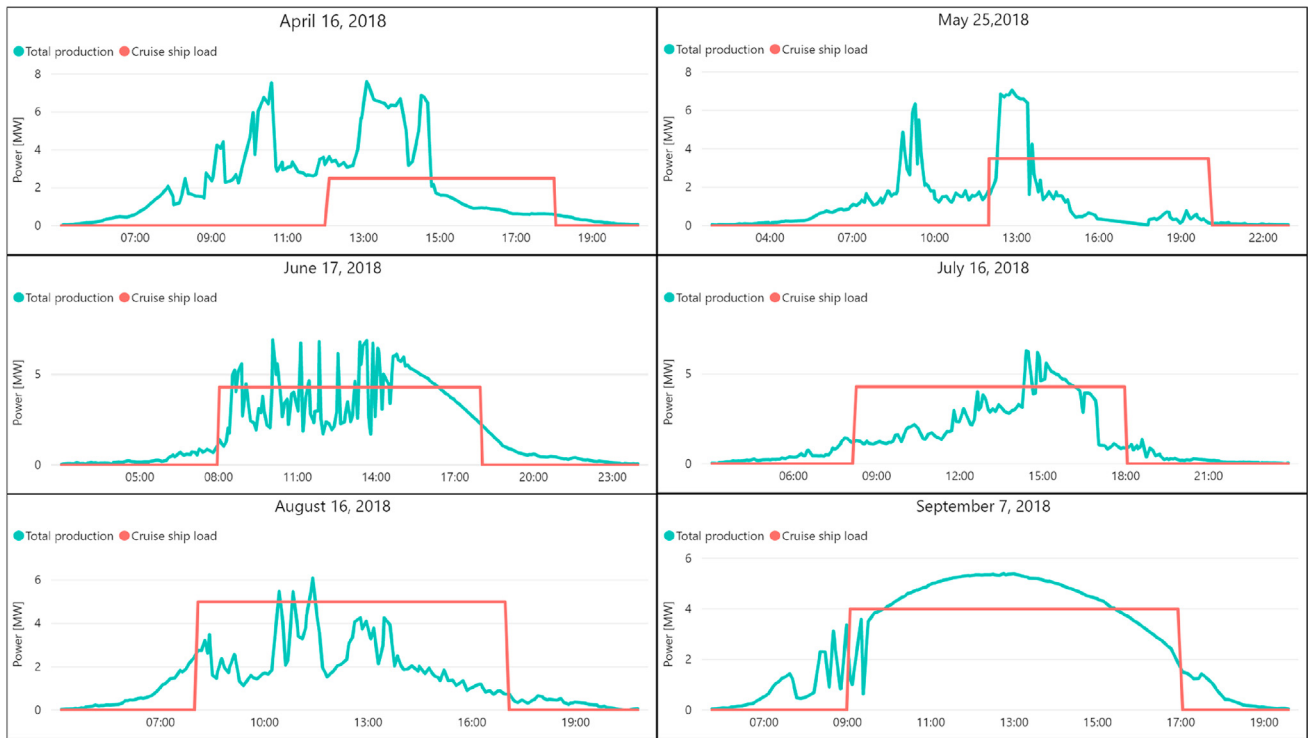 April 16, 2018
Total production Cruise ship load
Power [MW]
8
6
4
2
0
07:00 09:00 11:00 13:00 15:00 17:00 19:00
May 25,2018
Total production Cruise ship load
Power [MW]
8
6
4
2
0
04:00 07:00 10:00 13:00 16:00 19:00 22:00
June 17, 2018
Total production Cruise ship load
Power [MW]
5
0
05:00 08:00 11:00 14:00 17:00 20:00 23:00
July 16, 2018
Total production Cruise ship load
Power [MW]
5
0
06:00 09:00 12:00 15:00 18:00 21:00
August 16, 2018
Total production Cruise ship load
Power [MW]
6
4
2
0
07:00 10:00 13:00 16:00 19:00
September 7, 2018
Total production Cruise ship load
Power [MW]
6
4
2
0
07:00 09:00 11:00 13:00 15:00 17:00 19:00